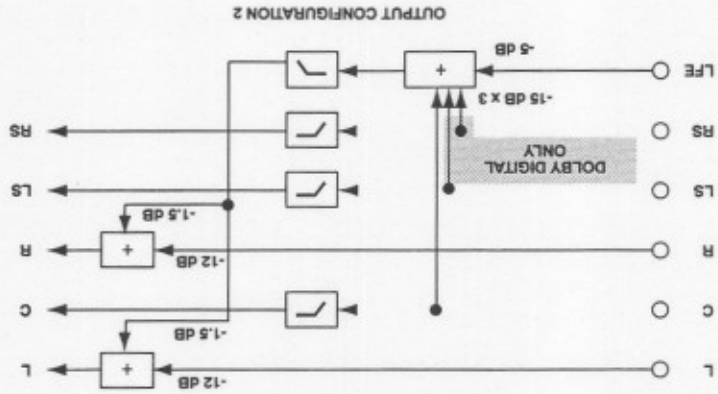 L
-12 dB
+
L
-1.5 dB
C
C
R
-12 dB
+
R
-1.5 dB
LS
LS
DOLBY DIGITAL
ONLY
RS
RS
-15 dB x 3
LFE
-5 dB
+
OUTPUT CONFIGURATION 2